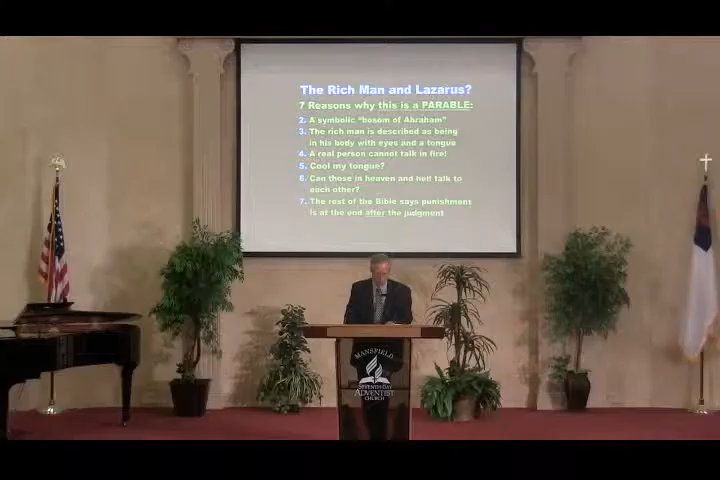 The Rich Man and Lazarus?
7 Reasons why this is a PARABLE:
2. A symbolic "bosom of Abraham"
3. The rich man is described as being
in his body with eyes and a tongue
4. A real person cannot talk in fire!
5. Cool my tongue?
6. Can those in heaven and hell talk to
each other?
7. The rest of the Bible says punishment
is at the end after the judgment
MANSFIELD
SEVENTH-DAY
ADVENTIST
CHURCH